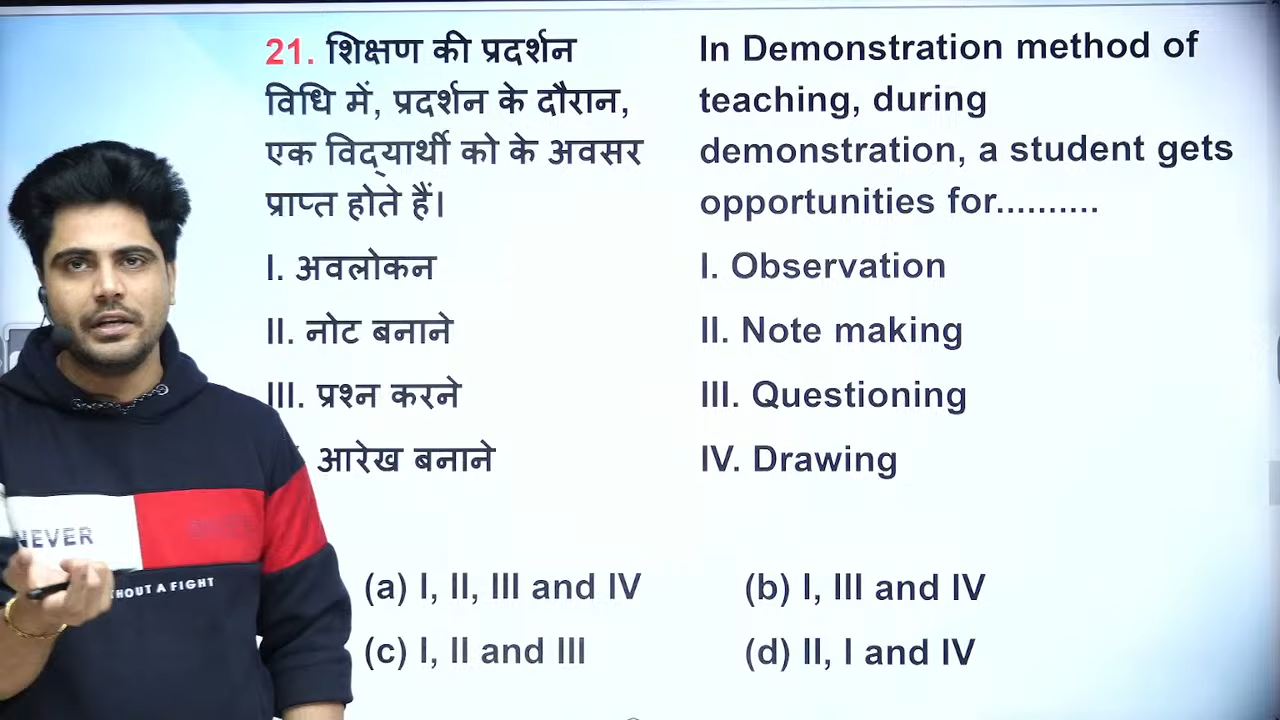 21. शिक्षण की प्रदर्शन
विधि में, प्रदर्शन के दौरान,
एक विद्यार्थी को के अवसर
प्राप्त होते हैं।
I. अवलोकन
II. नोट बनाने
III. प्रश्न करने
आरेख बनाने
In Demonstration method of
teaching, during
demonstration, a student gets
opportunities for..........
I. Observation
II. Note making
III. Questioning
IV. Drawing
(a) I, II, III and IV
(b) I, III and IV
(c) I, II and III
(d) II, I and IV
NEVER
A FIGHT